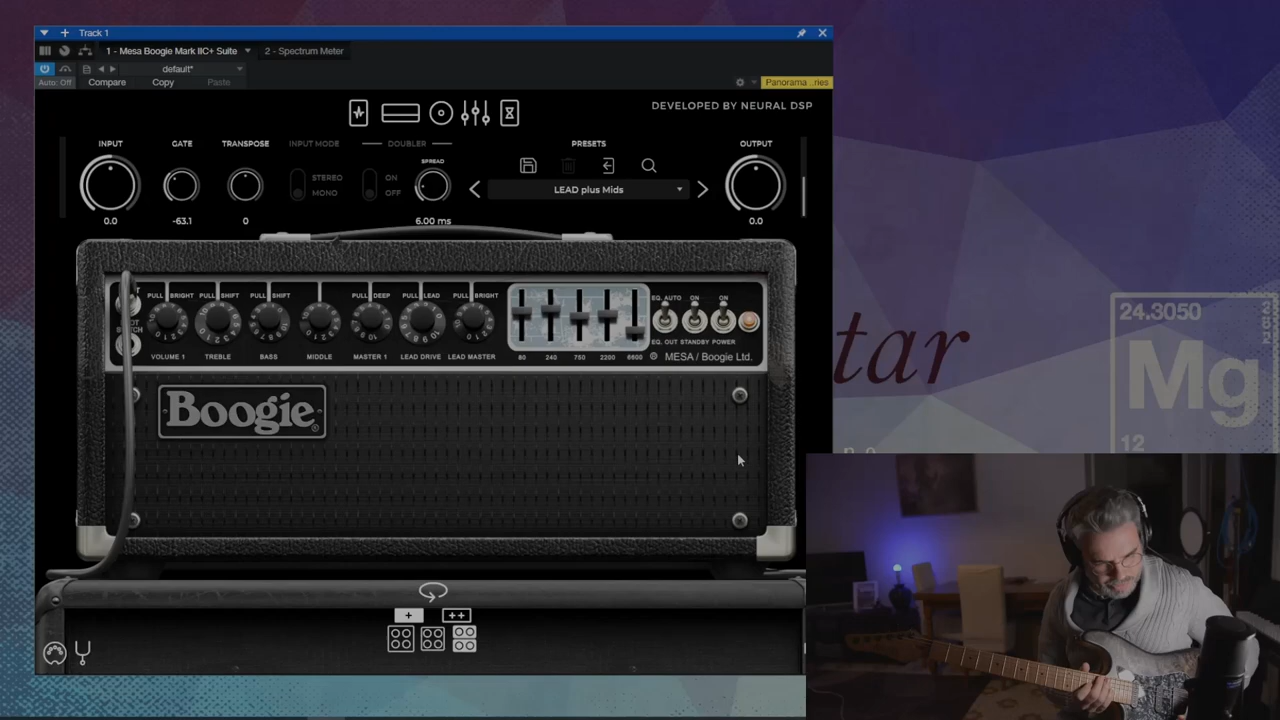 Track 1
1 - Mesa Boogie Mark IIC+ Suite
2 - Spectrum Meter
default*
Auto: Off
Compare
Copy
Paste
Panorama ...ries
DEVELOPED BY NEURAL DSP
INPUT
GATE
TRANSPOSE
INPUT MODE
DOUBLER
PRESETS
OUTPUT
SPREAD
STEREO
MONO
ON
OFF
LEAD plus Mids
0.0
-63.1
0
6.00 ms
0.0
PULL BRIGHT
PULL SHIFT
PULL SHIFT
PULL DEEP
PULL LEAD
PULL BRIGHT
EQ. AUTO
ON
ON
VOLUME 1
TREBLE
BASS
MIDDLE
MASTER 1
LEAD DRIVE
LEAD MASTER
80
240
750
2200
6600
EQ. OUT
STANDBY
POWER
MESA / Boogie Ltd.
Boogie
+
++
tar
24.3050
Mg
12